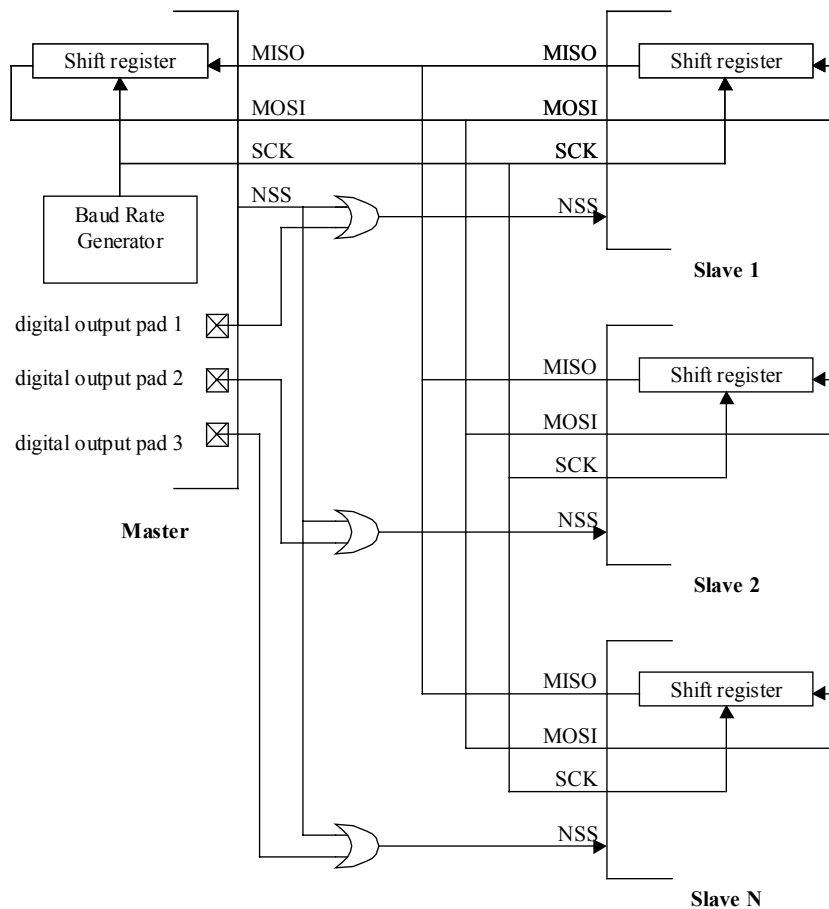 Shift register
MISO
MISO
Shift register
MOSI
MOSI
SCK
SCK
NSS
Baud Rate
Generator
NSS
Slave 1
digital output pad 1
digital output pad 2
digital output pad 3
Master
MISO
Shift register
MOSI
SCK
NSS
Slave 2
MISO
Shift register
MOSI
SCK
NSS
Slave N